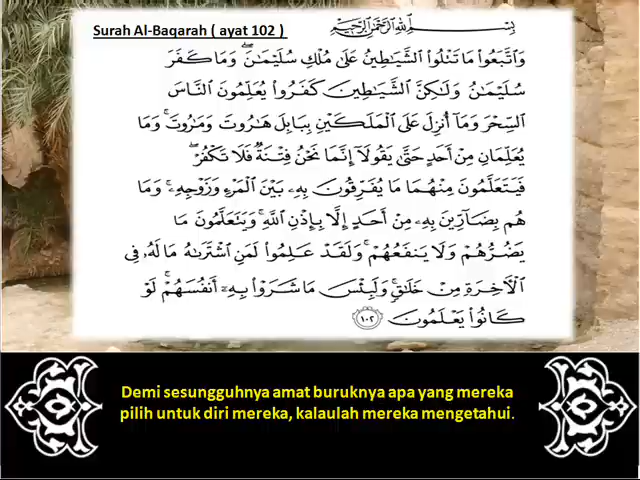 Surah Al-Baqarah ( ayat 102 )
بِسْمِ اللَّهِ الرَّحْمَٰنِ الرَّحِيمِ
وَاتَّبَعُوا مَا تَتْلُوا الشَّيَاطِينُ عَلَىٰ مُلْكِ سُلَيْمَانَ ۖ وَمَا كَفَرَ
سُلَيْمَانُ وَلَٰكِنَّ الشَّيَاطِينَ كَفَرُوا يُعَلِّمُونَ النَّاسَ
السِّحْرَ وَمَا أُنزِلَ عَلَى الْمَلَكَيْنِ بِبَابِلَ هَارُوتَ وَمَارُوتَ ۚ وَمَا
يُعَلِّمَانِ مِنْ أَحَدٍ حَتَّىٰ يَقُولَا إِنَّمَا نَحْنُ فِتْنَةٌ فَلَا تَكْفُرْ ۖ
فَيَتَعَلَّمُونَ مِنْهُمَا مَا يُفَرِّقُونَ بِهِ بَيْنَ الْمَرْءِ وَزَوْجِهِ ۚ وَمَا
هُم بِضَارِّينَ بِهِ مِنْ أَحَدٍ إِلَّا بِإِذْنِ اللَّهِ ۚ وَيَتَعَلَّمُونَ مَا
يَضُرُّهُمْ وَلَا يَنفَعُهُمْ ۚ وَلَقَدْ عَلِمُوا لَمَنِ اشْتَرَاهُ مَا لَهُ فِي
الْآخِرَةِ مِنْ خَلَاقٍ ۚ وَلَبِئْسَ مَا شَرَوْا بِهِ أَنفُسَهُمْ ۚ لَوْ
كَانُوا يَعْلَمُونَ ١٠٢
Demi sesungguhnya amat buruknya apa yang mereka
pilih untuk diri mereka, kalaulah mereka mengetahui.